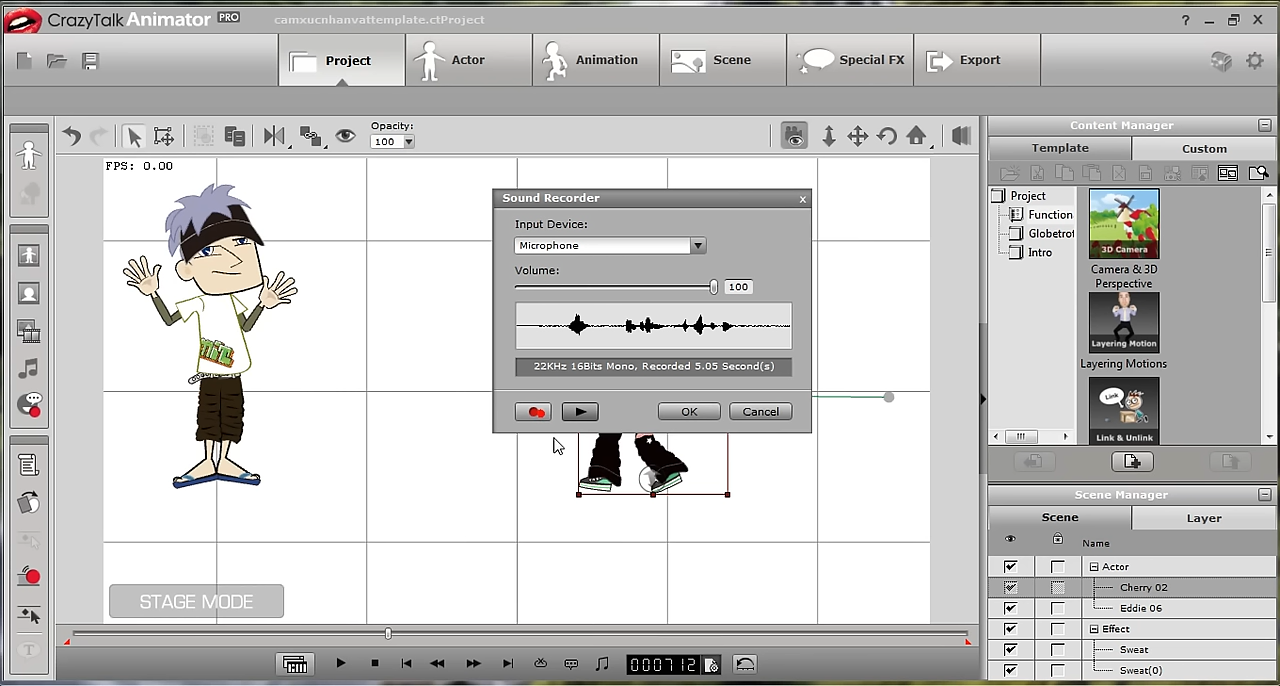 CrazyTalk Animator PRO
camxucnhanvattemplate.ctProject
Project
Actor
Animation
Scene
Special FX
Export
Opacity:
100
FPS: 0.00
Sound Recorder
x
Input Device:
Microphone
Volume:
100
22KHz 16Bits Mono, Recorded 5.05 Second(s)
OK
Cancel
STAGE MODE
000712
Content Manager
Template
Custom
Project
Function
Globetrot
Intro
3D Camera
Camera & 3D
Perspective
Layering Motion
Layering Motions
Link
Link & Unlink
Scene Manager
Scene
Layer
Name
Actor
Cherry 02
Eddie 06
Effect
Sweat
Sweat(0)